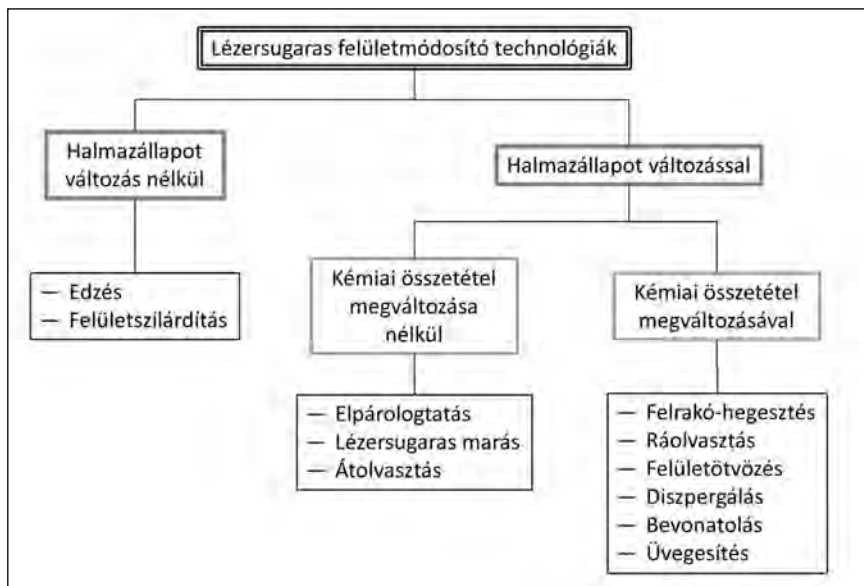 Lézersugaras felületmódosító technológiák
Halmazállapot
változás nélkül
Halmazállapot változással
— Edzés
— Felületszilárdítás
Kémiai összetétel
megváltozása
nélkül
Kémiai összetétel
megváltozásával
— Elpárologtatás
— Lézersugaras marás
— Átolvasztás
— Felrakó-hegesztés
— Ráolvasztás
— Felületötvözés
— Diszpergálás
— Bevonatolás
— Üvegesítés